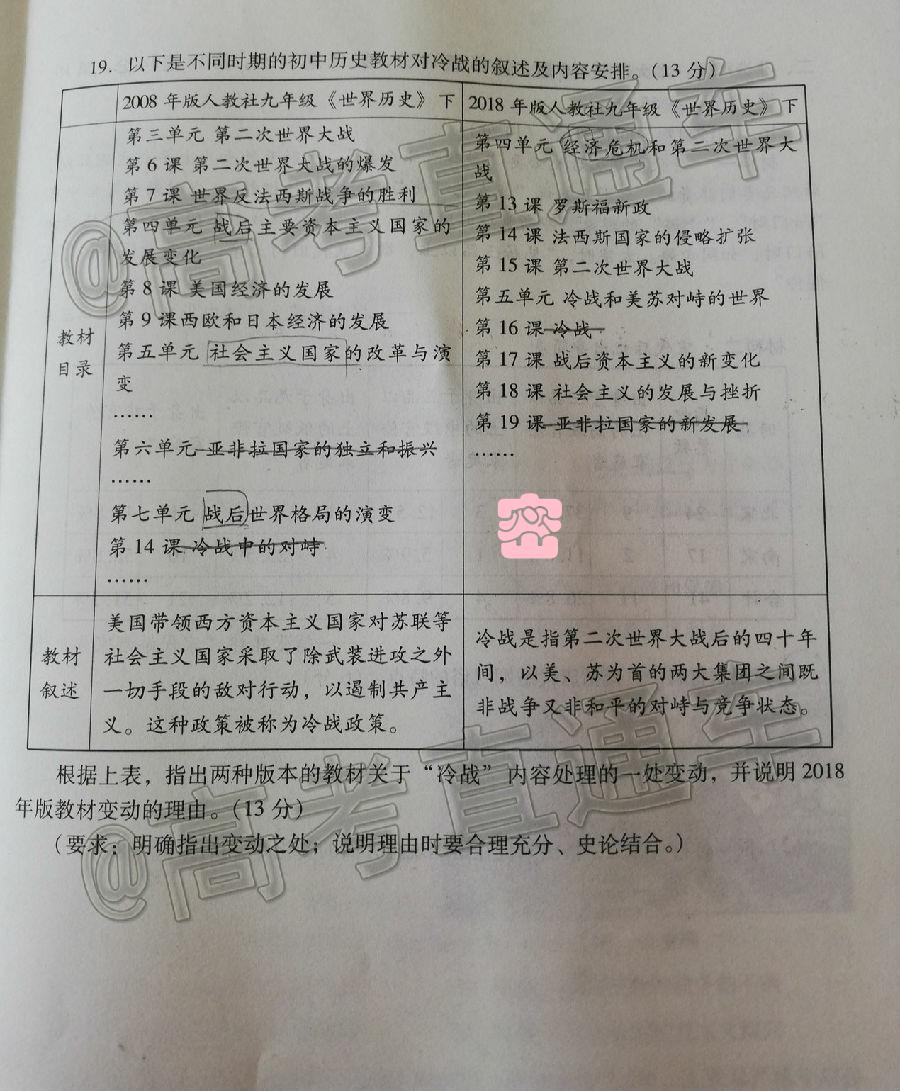 19. 以下是不同时期的初中历史教材对冷战的叙述及内容安排。(13 分)
2008 年版人教社九年级《世界历史》下
2018 年版人教社九年级《世界历史》下
教材
目录
第三单元 第二次世界大战
第 6 课 第二次世界大战的爆发
第 7 课 世界反法西斯战争的胜利
第四单元 战后主要资本主义国家的
发展变化
第 8 课 美国经济的发展
第 9 课西欧和日本经济的发展
第五单元 社会主义国家的改革与演
变
……
第六单元 亚非拉国家的独立和振兴
……
第七单元 战后世界格局的演变
第 14 课 冷战中的对峙
……
第四单元 经济危机和第二次世界大
战
第 13 课 罗斯福新政
第 14 课 法西斯国家的侵略扩张
第 15 课 第二次世界大战
第五单元 冷战和美苏对峙的世界
第 16 课 冷战
第 17 课 战后资本主义的新变化
第 18 课 社会主义的发展与挫折
第 19 课 亚非拉国家的新发展
……
密
教材
叙述
美国带领西方资本主义国家对苏联等
社会主义国家采取了除武装进攻之外
一切手段的敌对行动，以遏制共产主
义。这种政策被称为冷战政策。
冷战是指第二次世界大战后的四十年
间，以美、苏为首的两大集团之间既
非战争又非和平的对峙与竞争状态。
根据上表，指出两种版本的教材关于“冷战”内容处理的一处变动，并说明 2018
年版教材变动的理由。(13 分)
（要求：明确指出变动之处；说明理由时要合理充分、史论结合。）
@高考直通车
@高考直通车